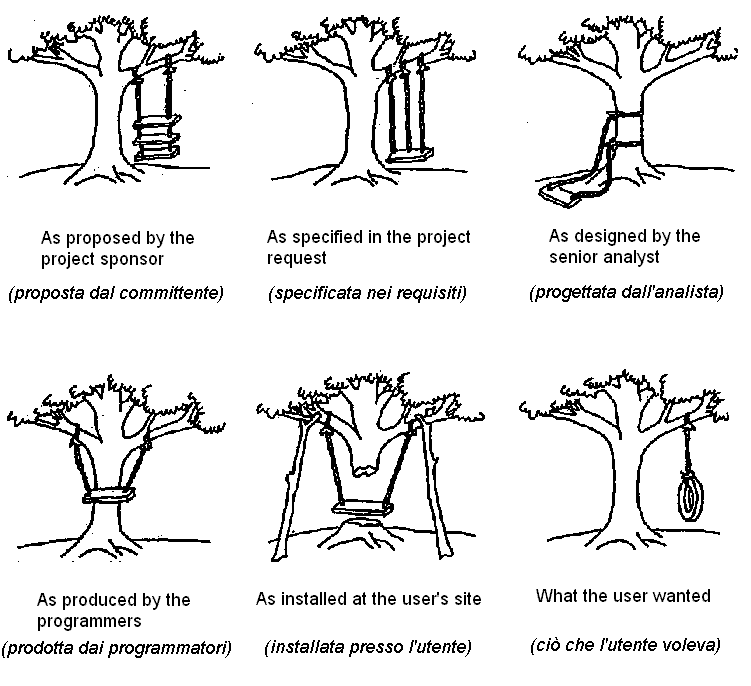 As proposed by the
project sponsor
(proposta dal committente)
As specified in the project
request
(specificata nei requisiti)
As designed by the
senior analyst
(progettata dall'analista)
As produced by the
programmers
(prodotta dai programmatori)
As installed at the user's site
(installata presso l'utente)
What the user wanted
(ciò che l'utente voleva)